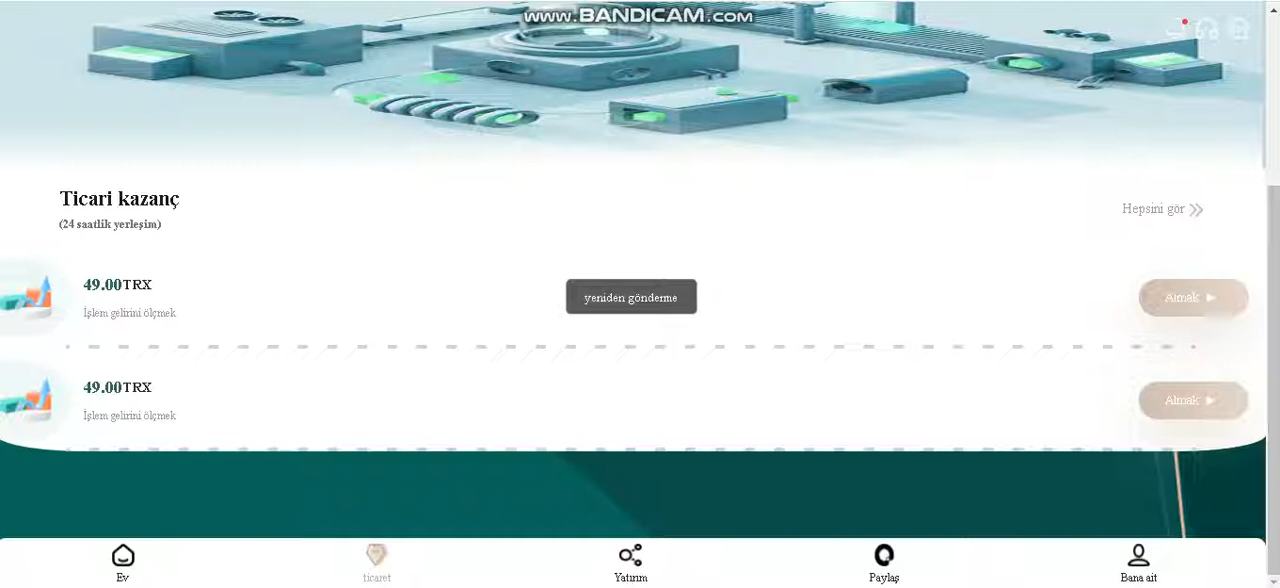 www.BANDICAM.com
Ticari kazanç
(24 saatlik yerleşim)
Hepsini gör
49.00TRX
İşlem gelirini ölçmek
Almak
yeniden gönderme
49.00TRX
İşlem gelirini ölçmek
Almak
Ev
ticaret
Yatırım
Paylaş
Bana ait